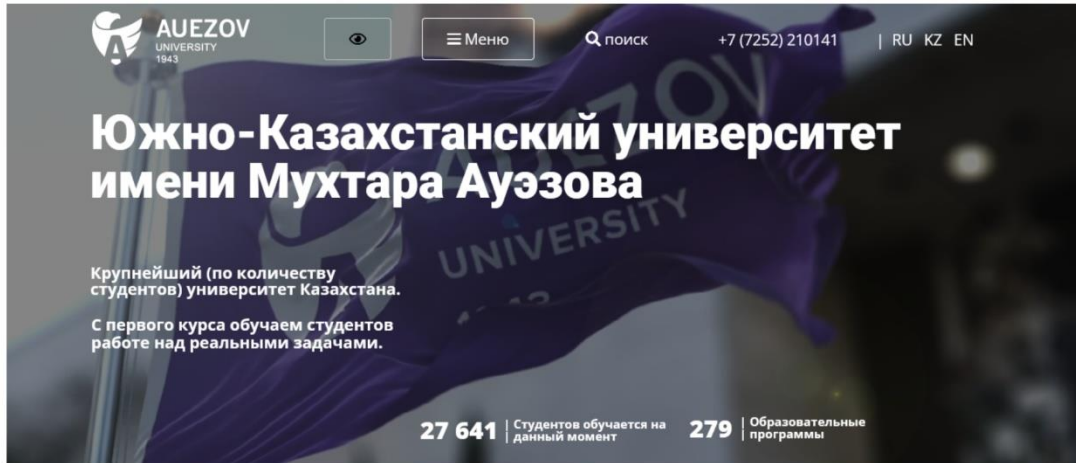 AUEZOV
UNIVERSITY
1943
Меню
поиск
+7 (7252) 210141
| RU KZ EN
Южно-Казахстанский университет
имени Мухтара Ауэзова
AUEZOV
UNIVERSITY
1943
Крупнейший (по количеству
студентов) университет Казахстана.
С первого курса обучаем студентов
работе над реальными задачами.
27 641 | Студентов обучается на
данный момент
279 | Образовательные
программы